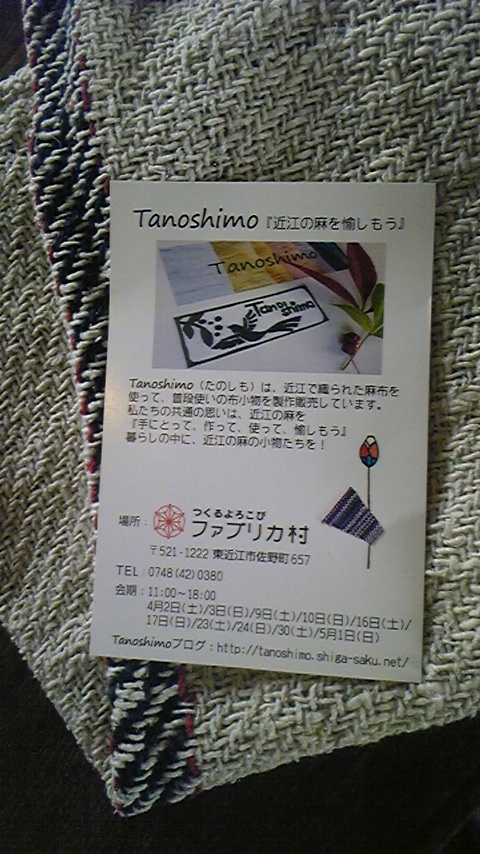 Tanoshimo『近江の麻を愉しもう』
Tanoshimo
Tanoshimo
Tanoshimo（たのしも）は、近江で織られた麻布を
使って、普段使いの布小物を製作販売しています。
私たちの共通の思いは、近江の麻を
『手にとって、作って、使って、愉しもう』
暮らしの中に、近江の麻の小物たちを！
つくるよろこび
場所：ファブリカ村
〒521-1222 東近江市佐野町657
TEL：0748(42)0380
会期：11:00～18:00
4月2日(土)/3日(日)/9日(土)/10日(日)/16日(土)/
17日(日)/23(土)/24(日)/30(土)/5月1日(日)
Tanoshimoブログ：http://tanoshimo.shiga-saku.net/